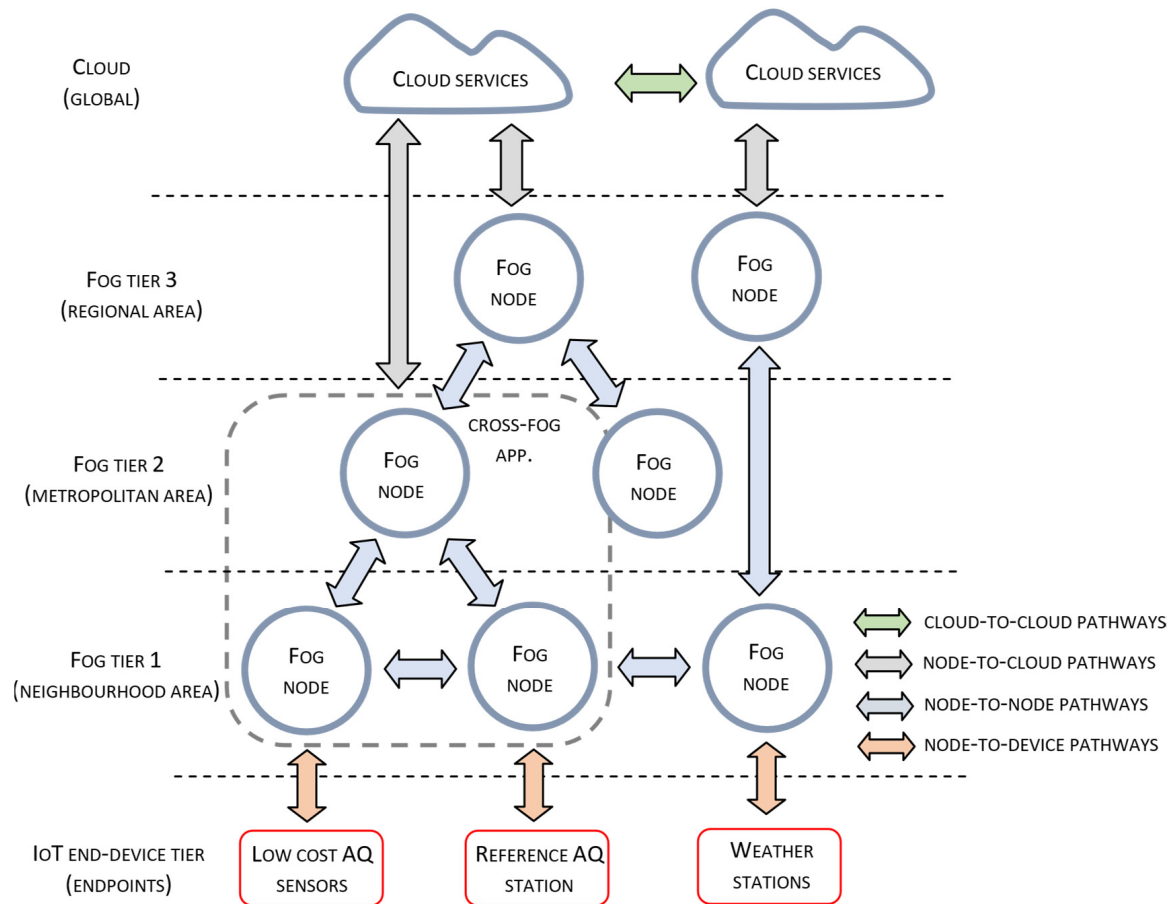 Cloud
(global)
Cloud services
Cloud services
Fog tier 3
(regional area)
Fog
node
Fog
node
Fog tier 2
(metropolitan area)
Fog
node
cross-fog
app.
Fog
node
Fog tier 1
(neighbourhood area)
Fog
node
Fog
node
Fog
node
cloud-to-cloud pathways
node-to-cloud pathways
node-to-node pathways
node-to-device pathways
IoT end-device tier
(endpoints)
Low cost AQ
sensors
Reference AQ
station
Weather
stations